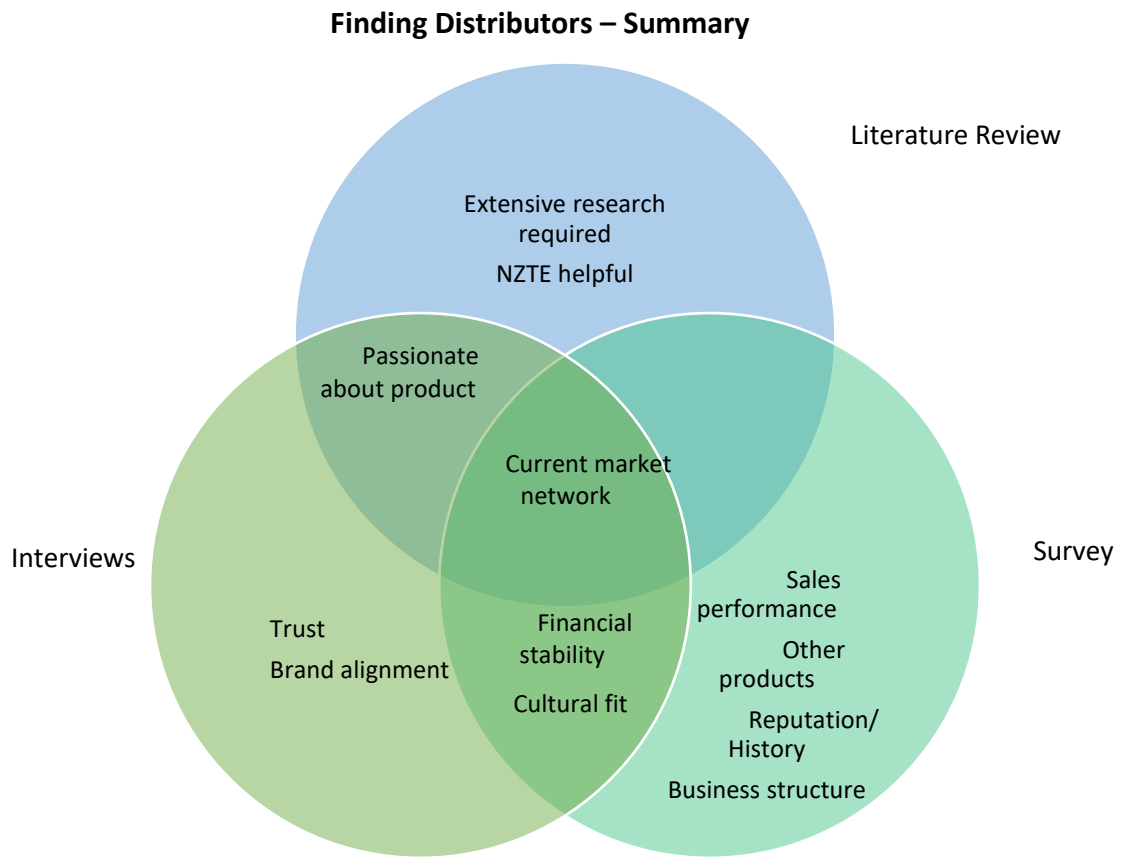 Finding Distributors – Summary
Literature Review
Extensive research
required
NZTE helpful
Passionate
about product
Current market
network
Interviews
Survey
Trust
Brand alignment
Financial
stability
Cultural fit
Sales
performance
Other
products
Reputation/
History
Business structure